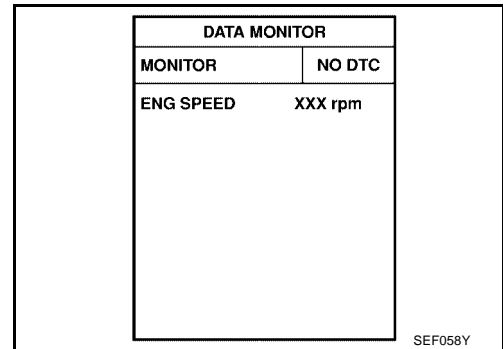 DATA MONITOR
MONITOR NO DTC
ENG SPEED XXX rpm
SEF058Y